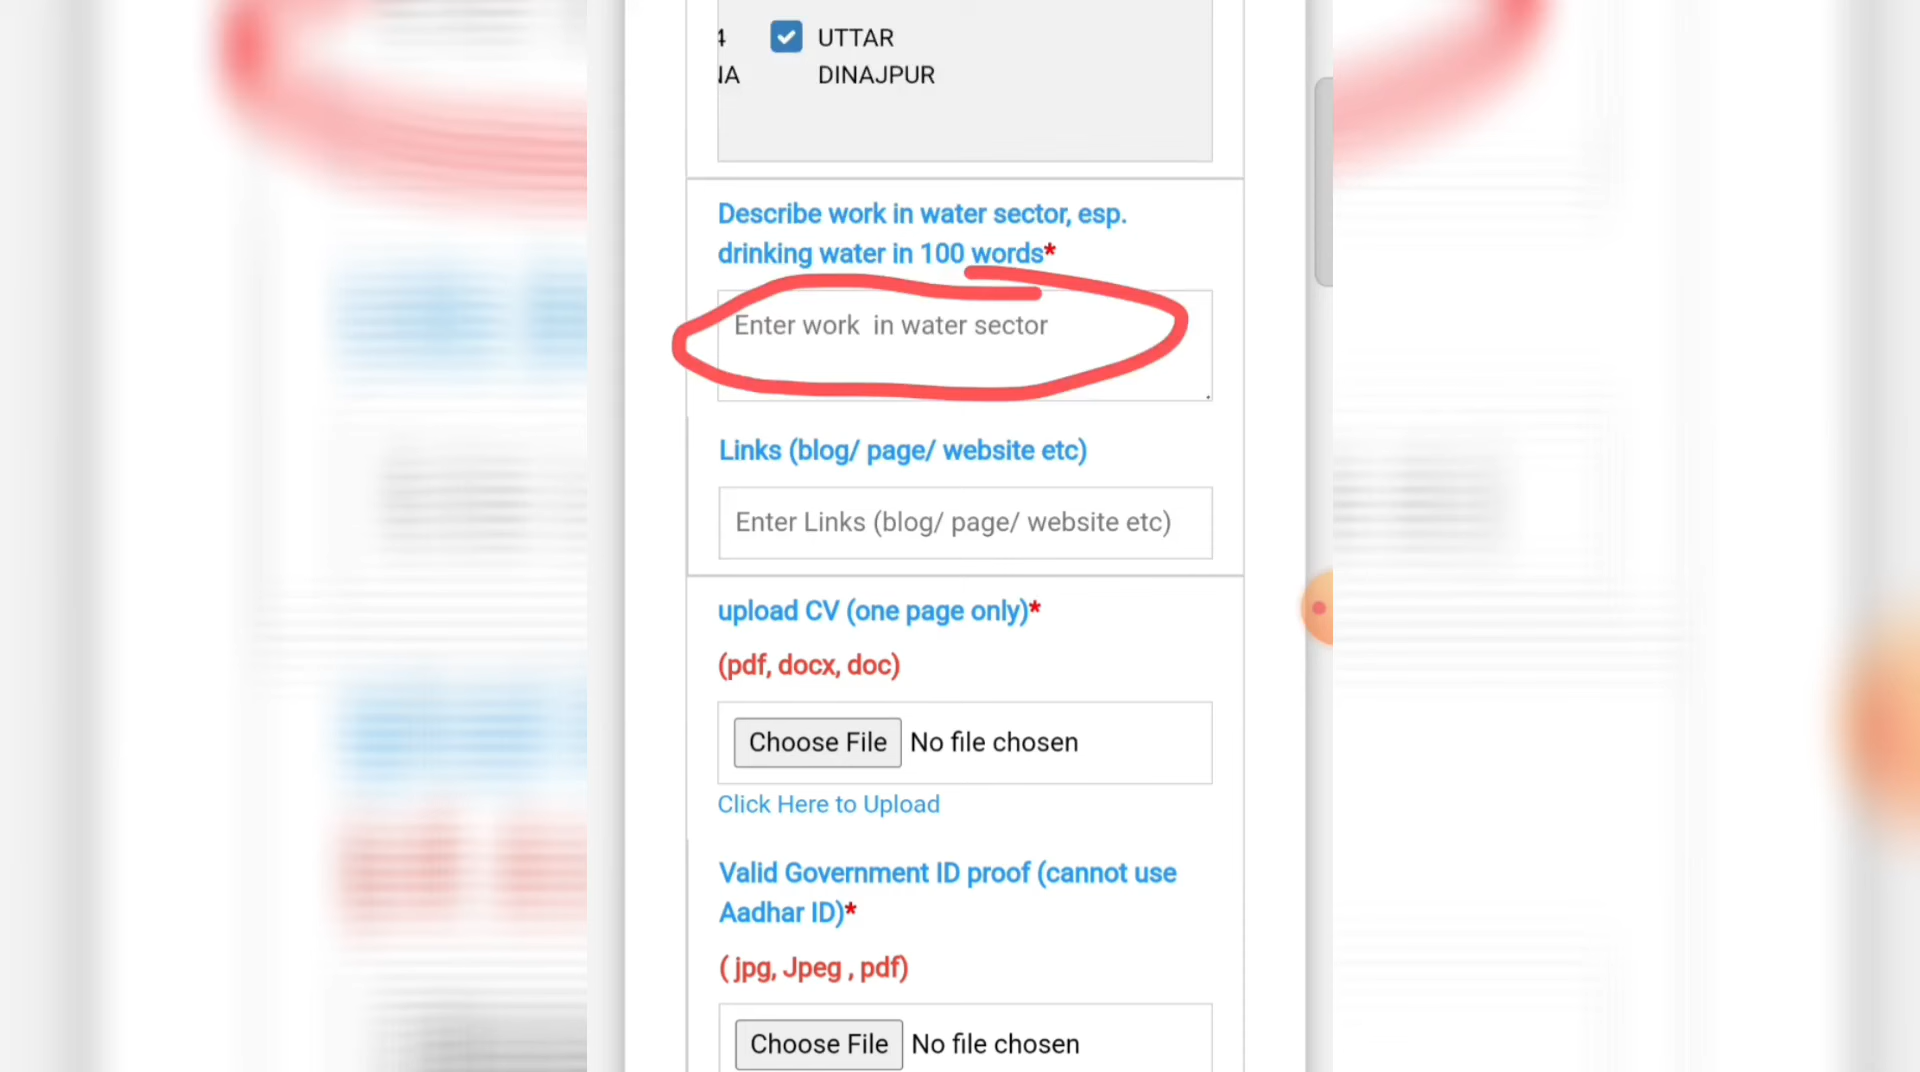 4
UTTAR
DINAJPUR
Describe work in water sector, esp.
drinking water in 100 words*
Enter work in water sector
Links (blog/ page/ website etc)
Enter Links (blog/ page/ website etc)
upload CV (one page only)*
(pdf, docx, doc)
Choose File No file chosen
Click Here to Upload
Valid Government ID proof (cannot use
Aadhar ID)*
( jpg, Jpeg , pdf)
Choose File No file chosen